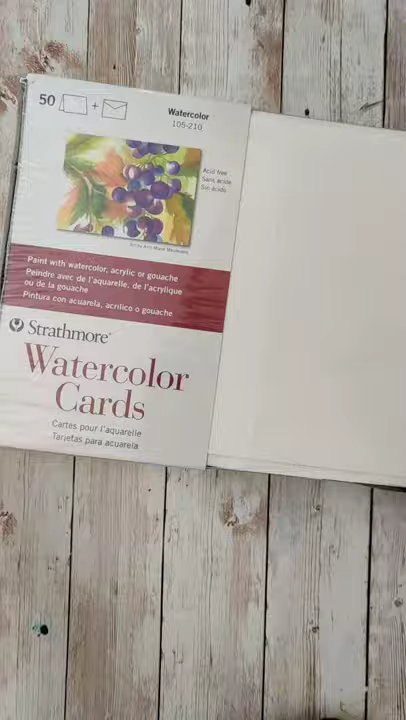 50 +
Watercolor
105-210
Acid free
Sans acide
Sin ácido
Paint with watercolor, acrylic or gouache
Peindre avec de l'aquarelle, de l'acrylique
ou de la gouache
Pintura con acuarela, acrílico o gouache
Strathmore®
Watercolor
Cards
Cartes pour l'aquarelle
Tarjetas para acuarela